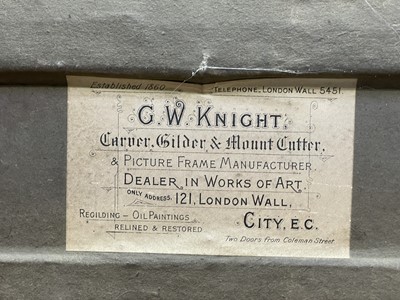 Established 1860
TELEPHONE, LONDON WALL 5451.
G. W. KNIGHT,
Carver, Gilder, & Mount Cutter,
& PICTURE FRAME MANUFACTURER
DEALER IN WORKS OF ART.
ONLY ADDRESS, 121, LONDON WALL,
REGILDING – OIL PAINTINGS
RELINED & RESTORED
CITY, E.C.
Two Doors from Coleman Street